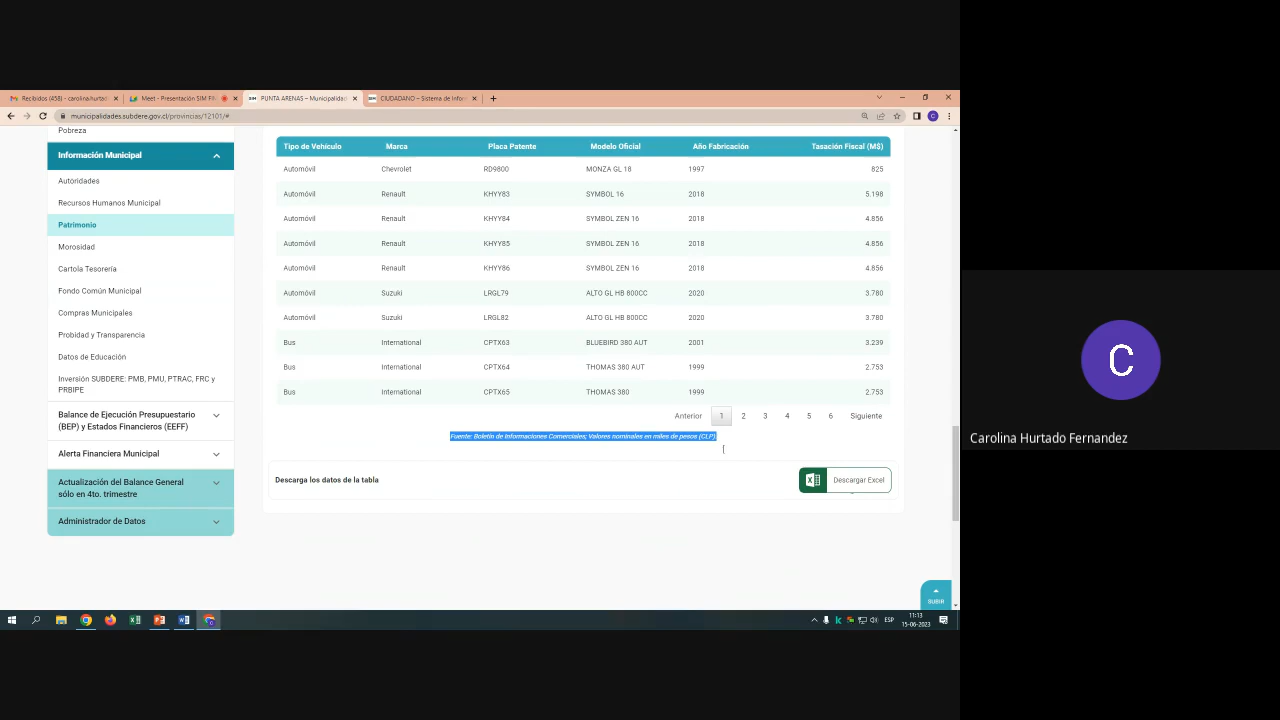 Recibidos (458) - carolina.hurtad
Meet - Presentación SIM FIN
SIM PUNTA ARENAS – Municipalidad
SIM CIUDADANO – Sistema de Infor
municipalidades.subdere.gov.cl/provincias/12101/#
Pobreza
Información Municipal
Autoridades
Recursos Humanos Municipal
Patrimonio
Morosidad
Cartola Tesorería
Fondo Común Municipal
Compras Municipales
Probidad y Transparencia
Datos de Educación
Inversión SUBDERE: PMB, PMU, PTRAC, FRC y
PRBIPE
Balance de Ejecución Presupuestario
(BEP) y Estados Financieros (EEFF)
Alerta Financiera Municipal
Actualización del Balance General
sólo en 4to. trimestre
Administrador de Datos
Tipo de Vehículo Marca Placa Patente Modelo Oficial Año Fabricación Tasación Fiscal (M$)
Automóvil Chevrolet RD9800 MONZA GL 18 1997 825
Automóvil Renault KHYY83 SYMBOL 16 2018 5.198
Automóvil Renault KHYY84 SYMBOL ZEN 16 2018 4.856
Automóvil Renault KHYY85 SYMBOL ZEN 16 2018 4.856
Automóvil Renault KHYY86 SYMBOL ZEN 16 2018 4.856
Automóvil Suzuki LRGL79 ALTO GL HB 800CC 2020 3.780
Automóvil Suzuki LRGL82 ALTO GL HB 800CC 2020 3.780
Bus International CPTX63 BLUEBIRD 380 AUT 2001 3.239
Bus International CPTX64 THOMAS 380 AUT 1999 2.753
Bus International CPTX65 THOMAS 380 1999 2.753
Anterior 1 2 3 4 5 6 Siguiente
Fuente: Boletín de Informaciones Comerciales; Valores nominales en miles de pesos (CLP).
Descarga los datos de la tabla
Descargar Excel
SUBIR
ESP
11:13
15-06-2023
C
Carolina Hurtado Fernandez